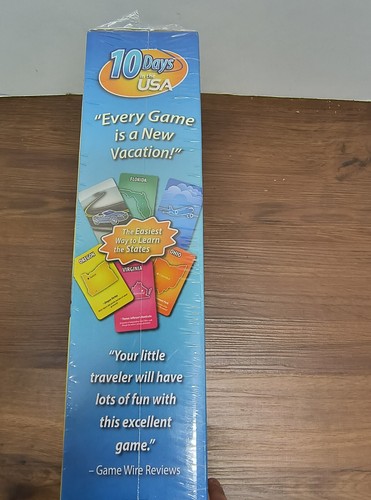 10 Days
in the
USA
"Every Game
is a New
Vacation!"
FLORIDA
The Easiest
Way to Learn
the States
OREGON
VIRGINIA
OHIO
"Your little
traveler will have
lots of fun with
this excellent
game."
– Game Wire Reviews